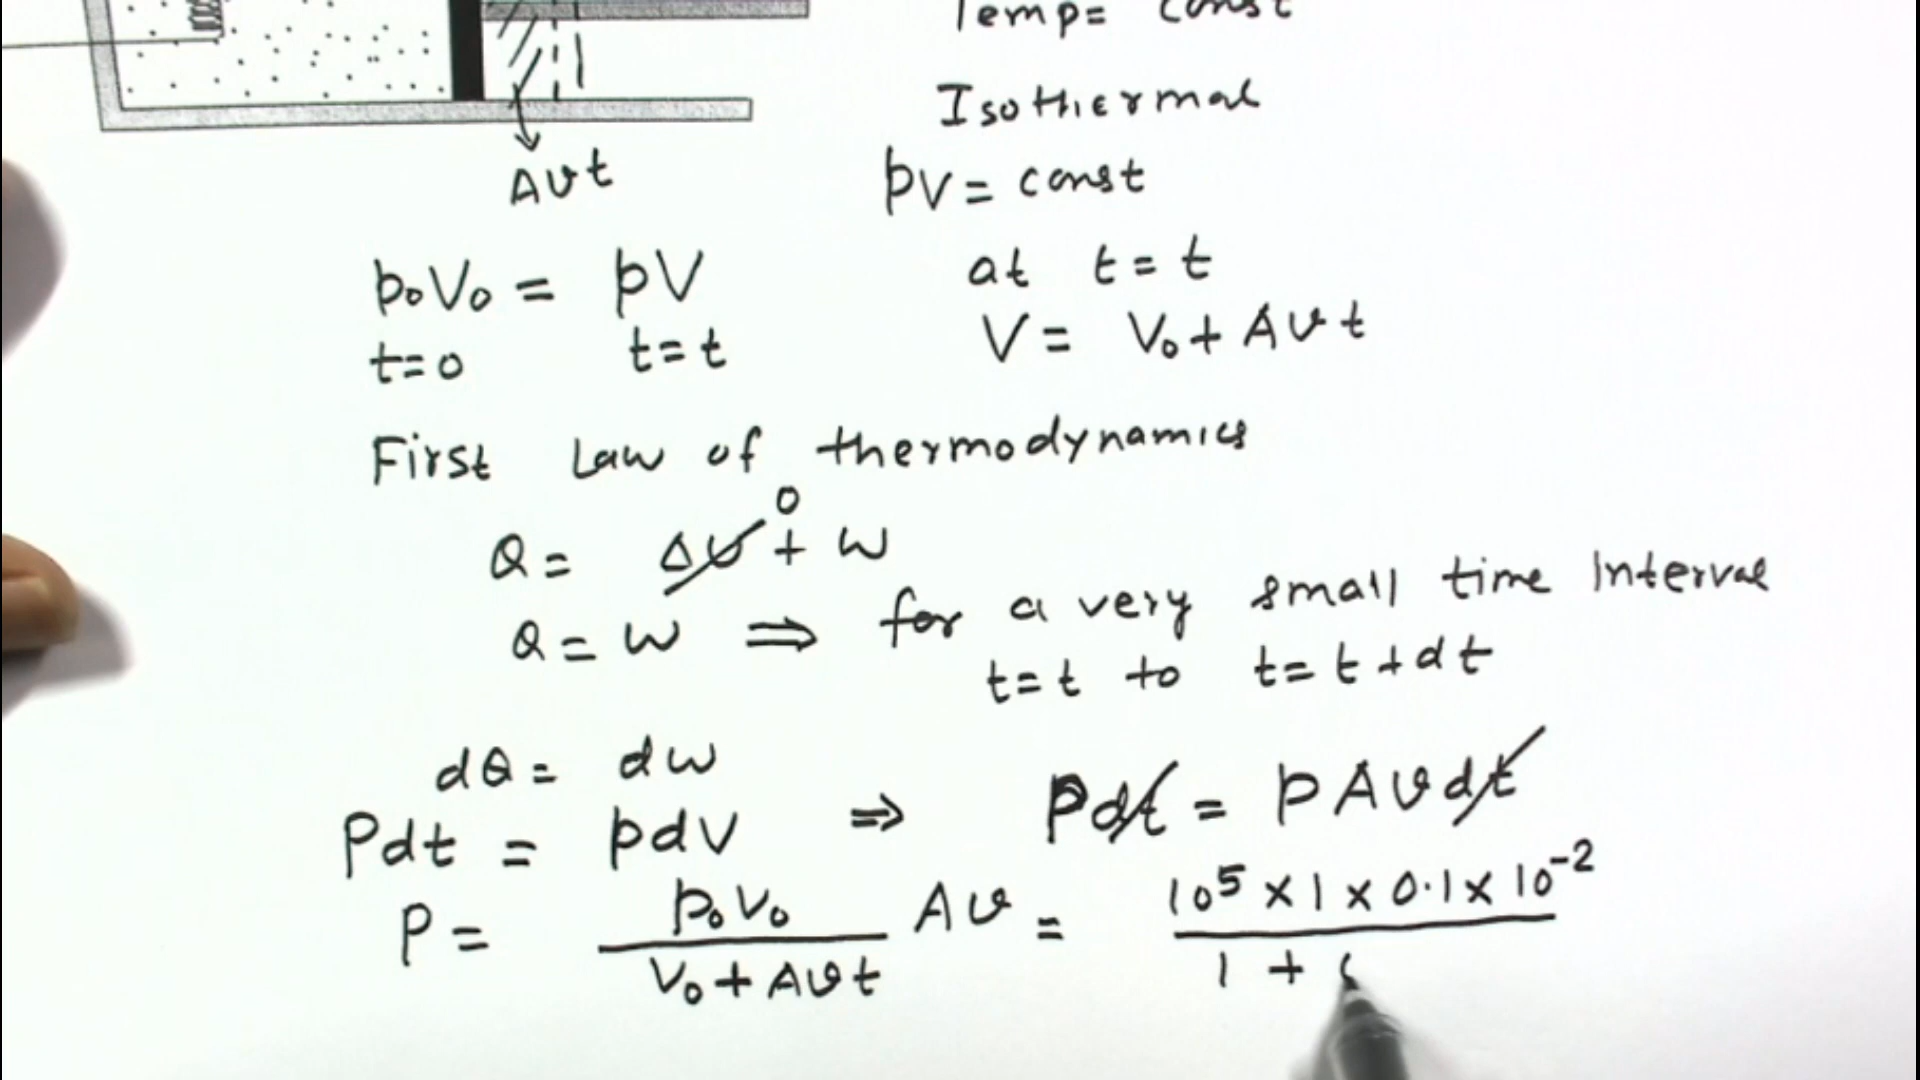 Temp= const
Isothermal
Avt
pV = const
p₀V₀ = pV
at t = t
t=0 t=t
V = V₀ + Avt
First Law of thermodynamics
0
Q = ΔU + W
Q = W ⇒ for a very small time interval
t=t to t= t+dt
dQ = dW
Pdt = pdV ⇒ Pdt = pAvdt
P = p₀V₀ / V₀ + Avt Av = 10⁵ × 1 × 0.1 × 10⁻² / 1 +